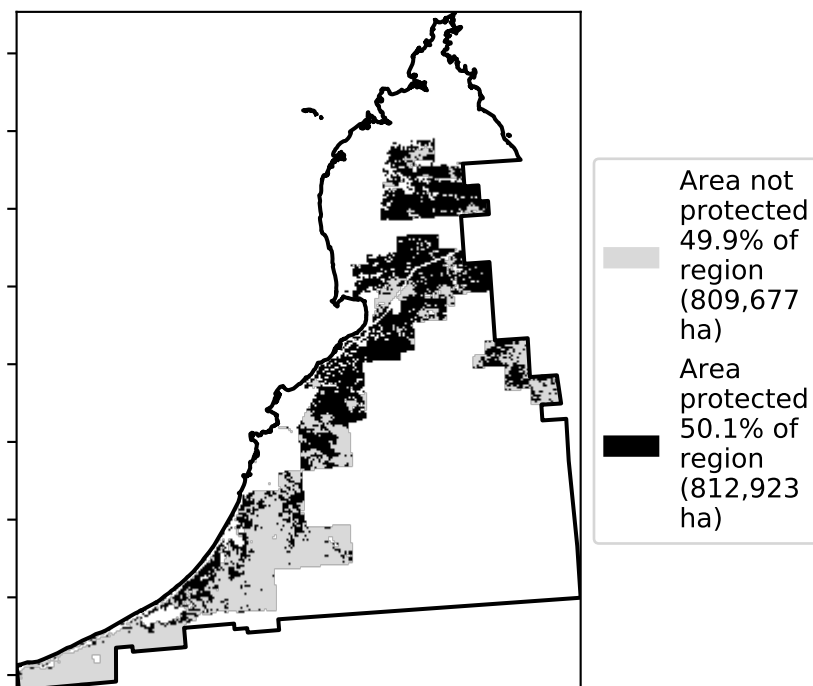 Area not
protected
49.9% of
region
(809,677
ha)
Area
protected
50.1% of
region
(812,923
ha)